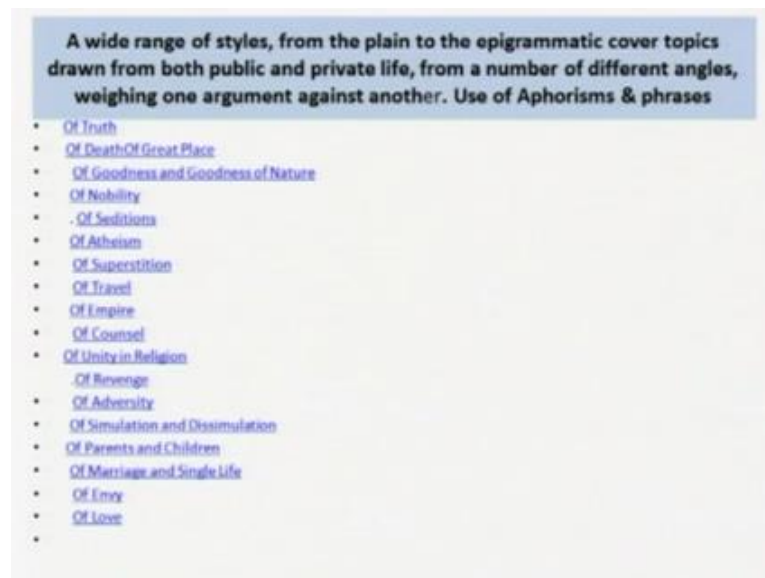 A wide range of styles, from the plain to the epigrammatic cover topics
drawn from both public and private life, from a number of different angles,
weighing one argument against another. Use of Aphorisms & phrases
• Of Truth
• Of DeathOf Great Place
• Of Goodness and Goodness of Nature
• Of Nobility
• . Of Seditions
• Of Atheism
• Of Superstition
• Of Travel
• Of Empire
• Of Counsel
• Of Unity in Religion
.Of Revenge
• Of Adversity
• Of Simulation and Dissimulation
• Of Parents and Children
• Of Marriage and Single Life
• Of Envy
• Of Love
•